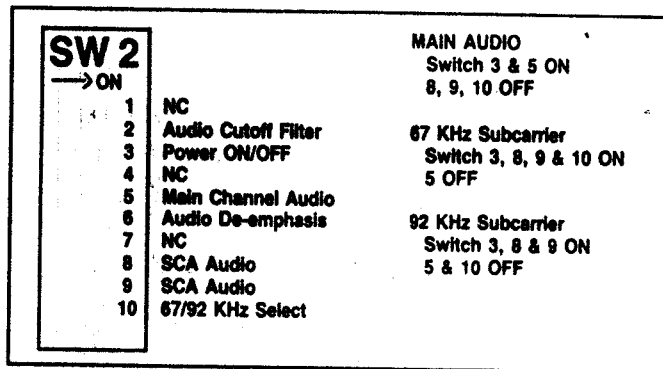 SW 2
→ ON
1 NC
2 Audio Cutoff Filter
3 Power ON/OFF
4 NC
5 Main Channel Audio
6 Audio De-emphasis
7 NC
8 SCA Audio
9 SCA Audio
10 67/92 KHz Select
MAIN AUDIO
Switch 3 & 5 ON
8, 9, 10 OFF
67 KHz Subcarrier
Switch 3, 8, 9 & 10 ON
5 OFF
92 KHz Subcarrier
Switch 3, 8 & 9 ON
5 & 10 OFF